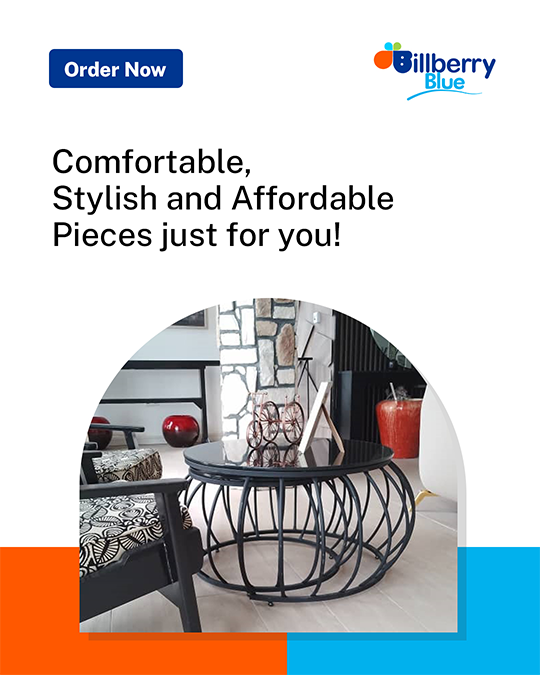 Order Now
Billberry
Blue
Comfortable,
Stylish and Affordable
Pieces just for you!